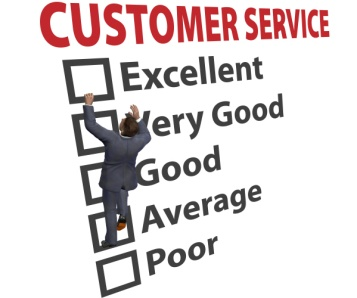 CUSTOMER SERVICE
Excellent
Very Good
Good
Average
Poor